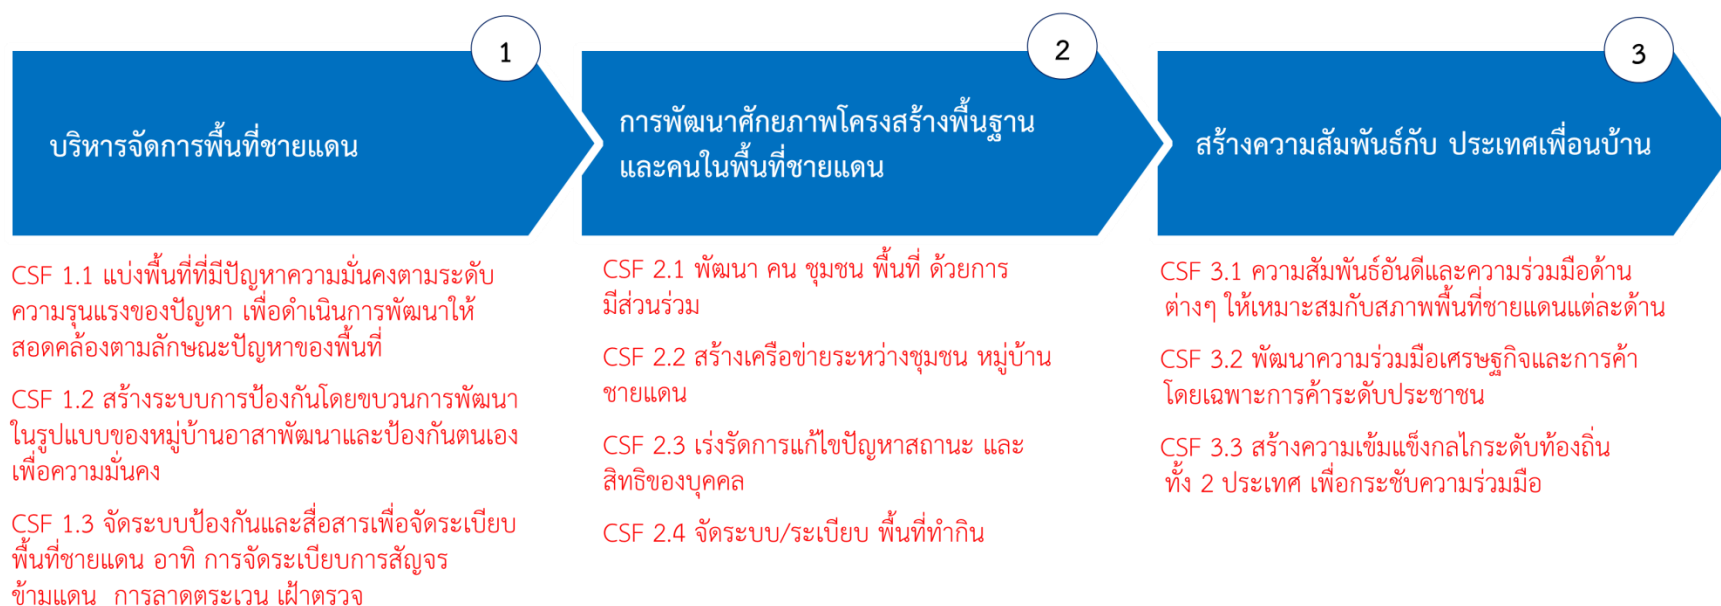 1
บริหารจัดการพื้นที่ชายแดน
CSF 1.1 แบ่งพื้นที่ที่มีปัญหาความมั่นคงตามระดับ
ความรุนแรงของปัญหา เพื่อดำเนินการพัฒนาให้
สอดคล้องตามลักษณะปัญหาของพื้นที่
CSF 1.2 สร้างระบบการป้องกันโดยขบวนการพัฒนา
ในรูปแบบของหมู่บ้านอาสาพัฒนาและป้องกันตนเอง
เพื่อความมั่นคง
CSF 1.3 จัดระบบป้องกันและสื่อสารเพื่อจัดระเบียบ
พื้นที่ชายแดน อาทิ การจัดระเบียบการสัญจร
ข้ามแดน การลาดตระเวน เฝ้าตรวจ
2
การพัฒนาศักยภาพโครงสร้างพื้นฐาน
และคนในพื้นที่ชายแดน
CSF 2.1 พัฒนา คน ชุมชน พื้นที่ ด้วยการ
มีส่วนร่วม
CSF 2.2 สร้างเครือข่ายระหว่างชุมชน หมู่บ้าน
ชายแดน
CSF 2.3 เร่งรัดการแก้ไขปัญหาสถานะ และ
สิทธิของบุคคล
CSF 2.4 จัดระบบ/ระเบียบ พื้นที่ทำกิน
3
สร้างความสัมพันธ์กับ ประเทศเพื่อนบ้าน
CSF 3.1 ความสัมพันธ์อันดีและความร่วมมือด้าน
ต่างๆ ให้เหมาะสมกับสภาพพื้นที่ชายแดนแต่ละด้าน
CSF 3.2 พัฒนาความร่วมมือเศรษฐกิจและการค้า
โดยเฉพาะการค้าระดับประชาชน
CSF 3.3 สร้างความเข้มแข็งกลไกระดับท้องถิ่น
ทั้ง 2 ประเทศ เพื่อกระชับความร่วมมือ